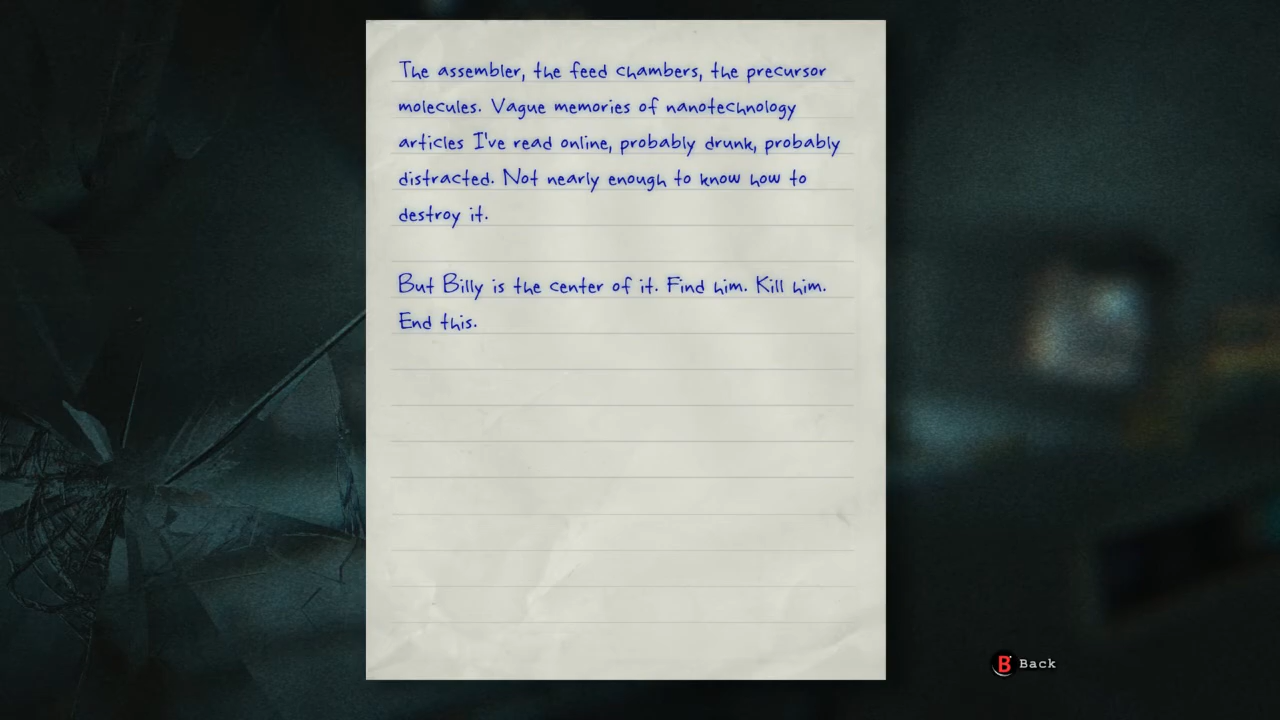 The assembler, the feed chambers, the precursor
molecules. Vague memories of nanotechnology
articles I've read online, probably drunk, probably
distracted. Not nearly enough to know how to
destroy it.
But Billy is the center of it. Find him. Kill him.
End this.
B Back